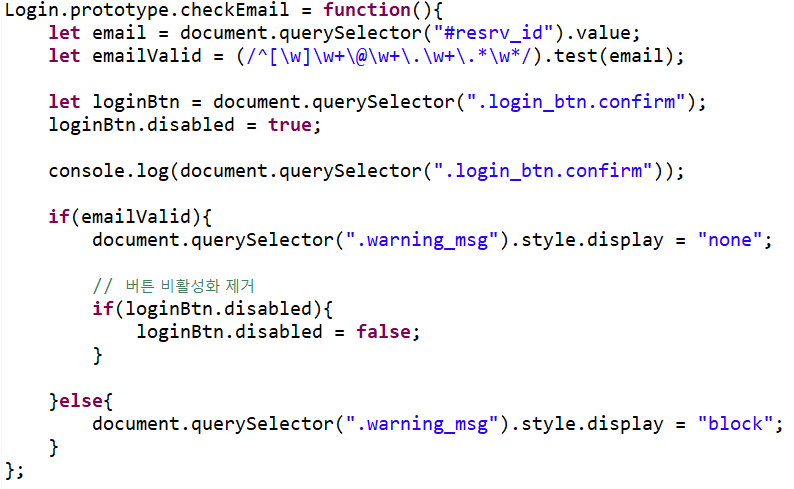 Login.prototype.checkEmail = function(){
    let email = document.querySelector("#resrv_id").value;
    let emailValid = (/^[\w]\w+\@\w+\.\w+\.*\w*/).test(email);

    let loginBtn = document.querySelector(".login_btn.confirm");
    loginBtn.disabled = true;

    console.log(document.querySelector(".login_btn.confirm"));

    if(emailValid){
        document.querySelector(".warning_msg").style.display = "none";

        // 버튼 비활성화 제거
        if(loginBtn.disabled){
            loginBtn.disabled = false;
        }

    }else{
        document.querySelector(".warning_msg").style.display = "block";
    }
};